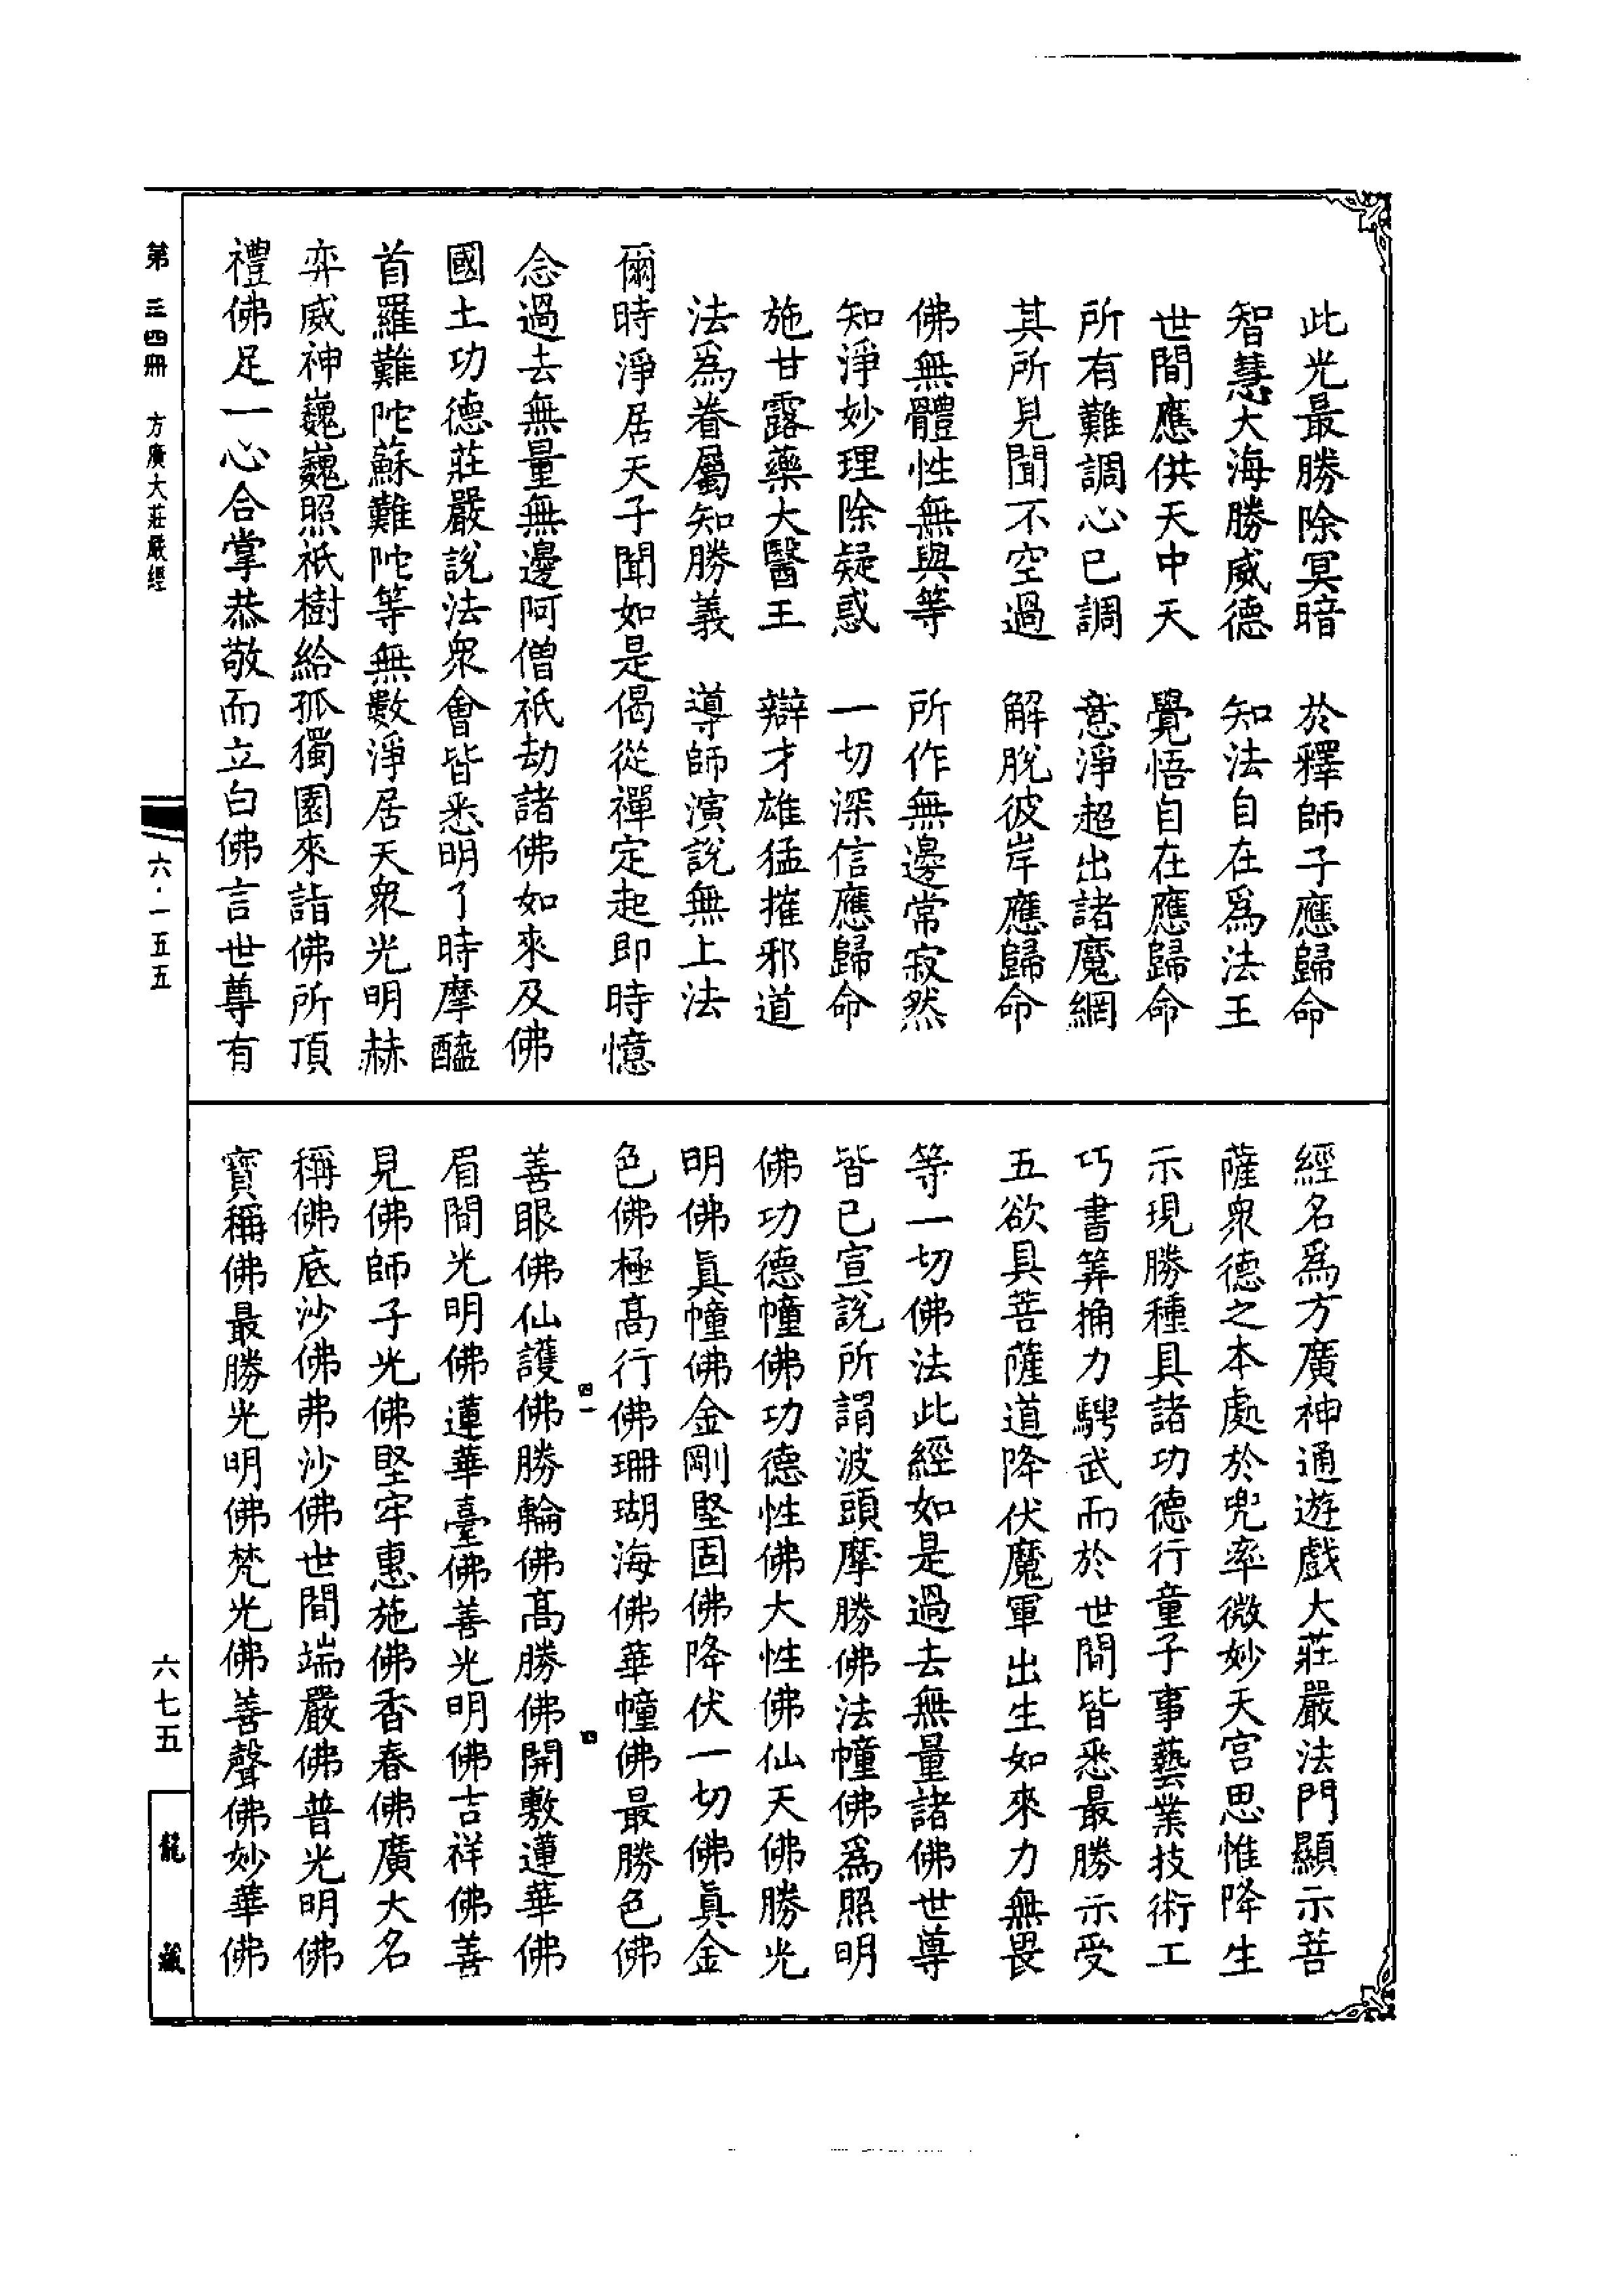 此光最勝除冥暗　於釋師子應歸命
智慧大海勝威德　知法自在爲法王
世間應供天中天　覺悟自在應歸命
所有難調心已調　意淨超出諸魔網
其所見聞不空過　解脫彼岸應歸命
佛無體性無與等　所作無邊常寂然
知淨妙理除疑惑　一切深信應歸命
施甘露藥大醫王　辯才雄猛摧邪道
法爲眷屬知勝義　導師演說無上法
爾時淨居天子聞如是偈從禪定起即時憶
念過去無量無邊阿僧祇劫諸佛如來及佛
國土功德莊嚴說法衆會皆悉明了時摩醯
首羅難陀蘇難陀等無數淨居天衆光明赫
弈威神巍巍照祇樹給孤獨園來詣佛所頂
禮佛足一心合掌恭敬而立白佛言世尊有
經名爲方廣神通遊戲大莊嚴法門顯示菩
薩衆德之本處於兜率微妙天宮思惟降生
示現勝種具諸功德行童子事藝業技術工
巧書筭捔力騁武而於世間皆悉最勝示受
五欲具菩薩道降伏魔軍出生如來力無畏
等一切佛法此經如是過去無量諸佛世尊
皆已宣說所謂波頭摩勝佛法幢佛爲照明
佛功德幢佛功德性佛大性佛仙天佛勝光
明佛真幢佛金剛堅固佛降伏一切佛真金
色佛極高行佛珊瑚海佛華幢佛最勝色佛
四一
四
善眼佛仙護佛勝輪佛高勝佛開敷蓮華佛
眉間光明佛蓮華臺佛善光明佛吉祥佛善
見佛師子光佛堅牢惠施佛香春佛廣大名
稱佛底沙佛弗沙佛世間端嚴佛普光明佛
寶稱佛最勝光明佛梵光佛善聲佛妙華佛
第三四冊　方廣大莊嚴經
六·一五五
六七五
龍藏